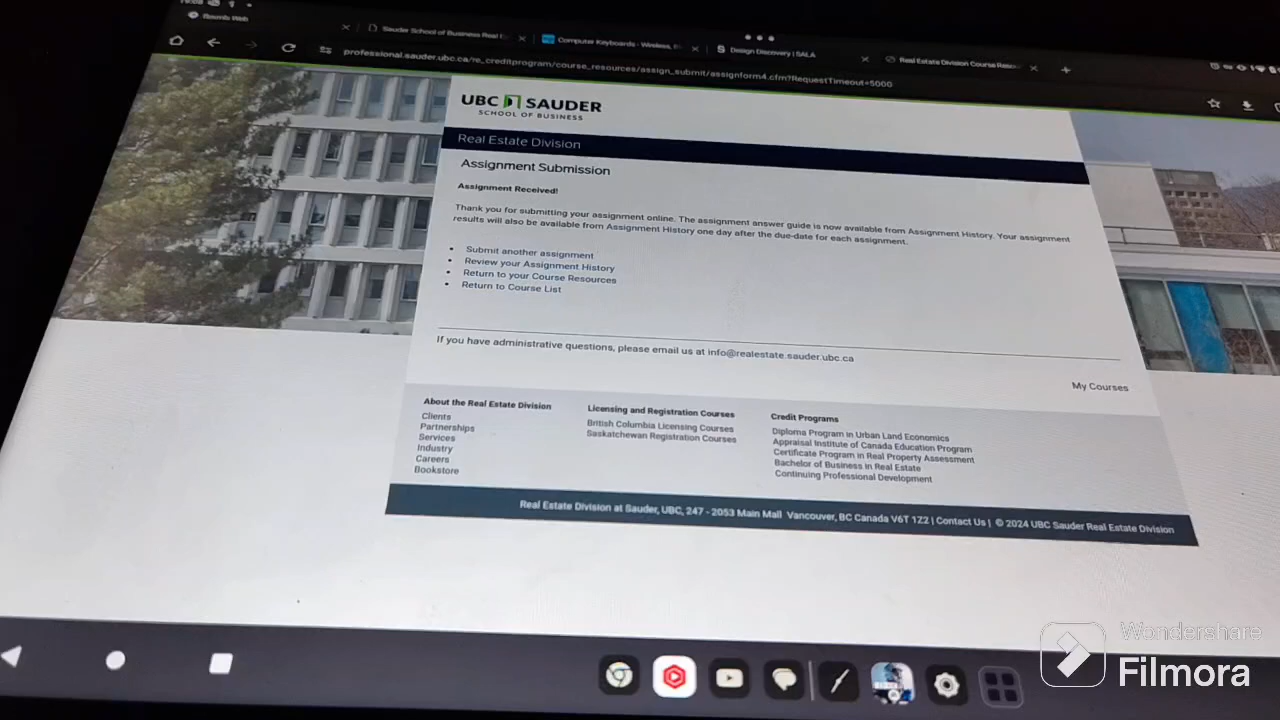 Sauder School of Business Real
Computer Keyboards - Wireless,
Design Discovery | SALA
Real Estate Division Course Reso
professional.sauder.ubc.ca/re_creditprogram/course_resources/assign_submit/assignform4.cfm?RequestTimeout=5000
UBC SAUDER
SCHOOL OF BUSINESS
Real Estate Division
Assignment Submission
Assignment Received!
Thank you for submitting your assignment online. The assignment answer guide is now available from Assignment History. Your assignment
results will also be available from Assignment History one day after the due-date for each assignment.
• Submit another assignment
• Review your Assignment History
• Return to your Course Resources
• Return to Course List
If you have administrative questions, please email us at info@realestate.sauder.ubc.ca
My Courses
About the Real Estate Division
Clients
Partnerships
Services
Industry
Careers
Bookstore
Licensing and Registration Courses
British Columbia Licensing Courses
Saskatchewan Registration Courses
Credit Programs
Diploma Program in Urban Land Economics
Appraisal Institute of Canada Education Program
Certificate Program in Real Property Assessment
Bachelor of Business in Real Estate
Continuing Professional Development
Real Estate Division at Sauder, UBC, 247 - 2053 Main Mall Vancouver, BC Canada V6T 1Z2 | Contact Us | © 2024 UBC Sauder Real Estate Division
Wondershare
Filmora